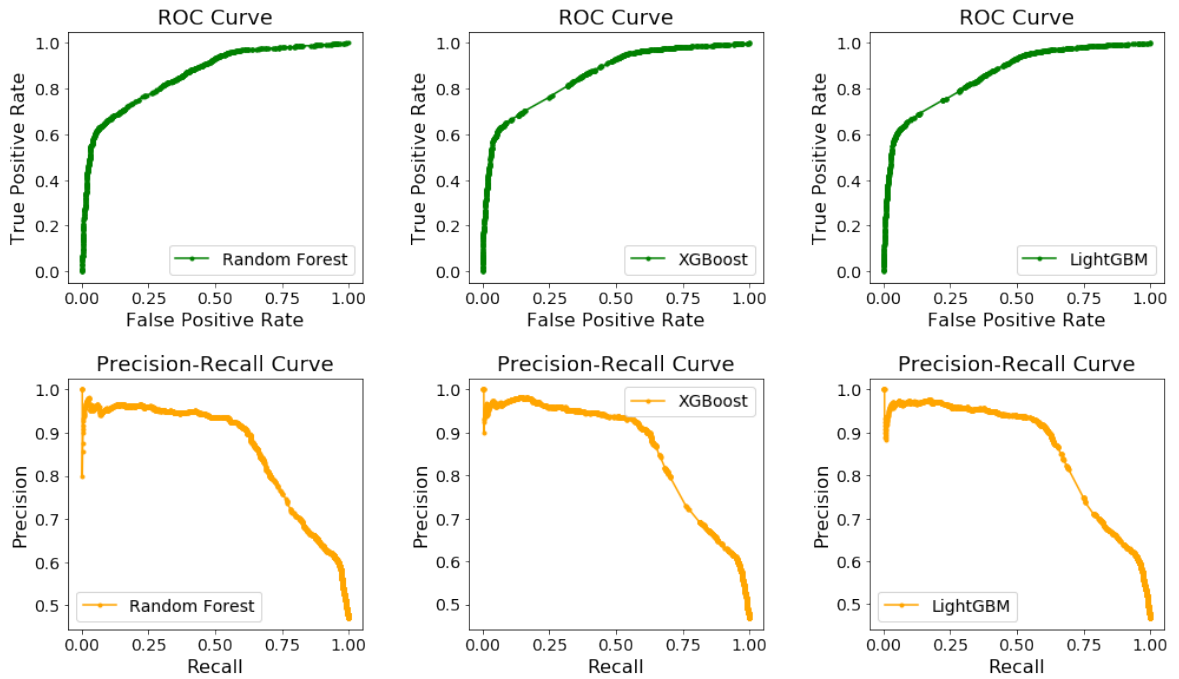 ROC Curve
1.0
0.8
0.6
0.4
0.2
0.0
True Positive Rate
Random Forest
0.00 0.25 0.50 0.75 1.00
False Positive Rate
ROC Curve
1.0
0.8
0.6
0.4
0.2
0.0
True Positive Rate
XGBoost
0.00 0.25 0.50 0.75 1.00
False Positive Rate
ROC Curve
1.0
0.8
0.6
0.4
0.2
0.0
True Positive Rate
LightGBM
0.00 0.25 0.50 0.75 1.00
False Positive Rate
Precision-Recall Curve
1.0
0.9
0.8
0.7
0.6
0.5
Precision
Random Forest
0.00 0.25 0.50 0.75 1.00
Recall
Precision-Recall Curve
XGBoost
1.0
0.9
0.8
0.7
0.6
0.5
Precision
0.00 0.25 0.50 0.75 1.00
Recall
Precision-Recall Curve
1.0
0.9
0.8
0.7
0.6
0.5
Precision
LightGBM
0.00 0.25 0.50 0.75 1.00
Recall